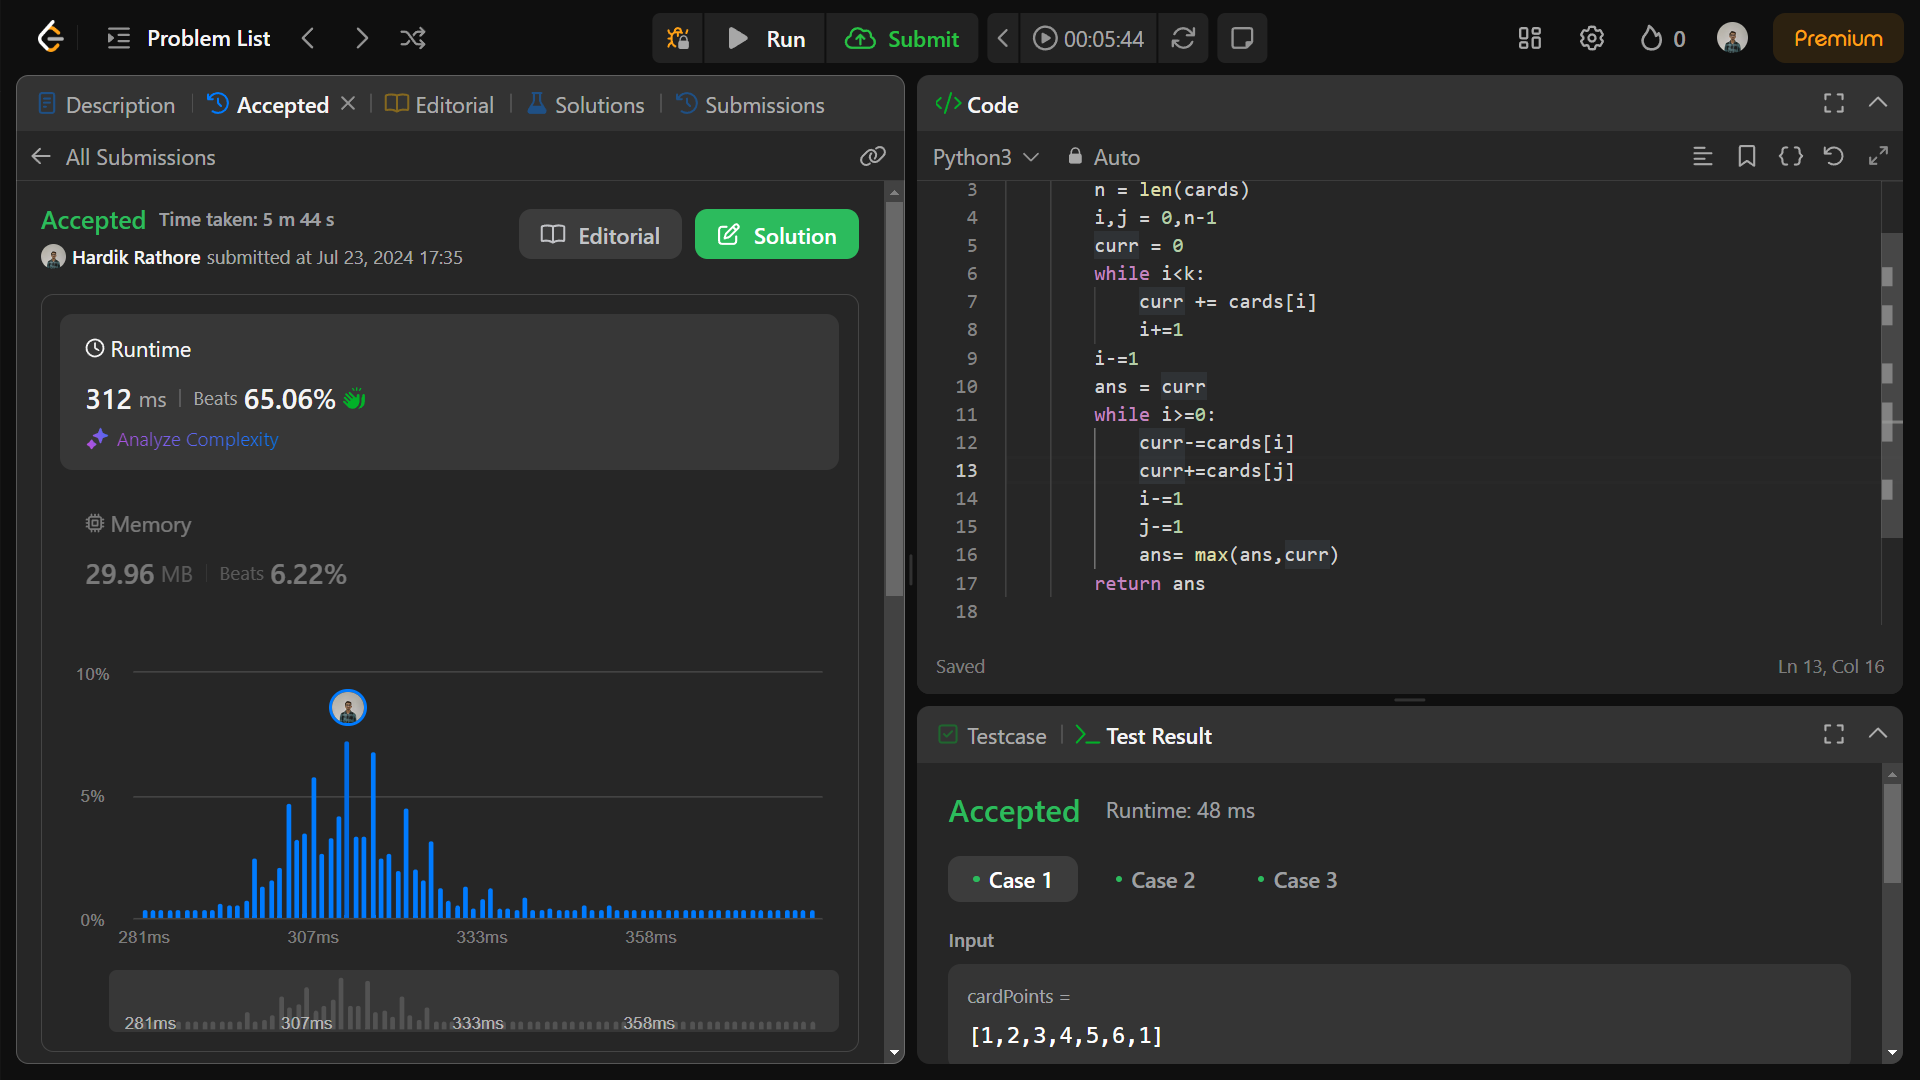 Problem List
Run
Submit
00:05:44
0
Premium
Description
Accepted
Editorial
Solutions
Submissions
All Submissions
Accepted Time taken: 5 m 44 s
Hardik Rathore submitted at Jul 23, 2024 17:35
Editorial
Solution
Runtime
312 ms Beats 65.06%
Analyze Complexity
Memory
29.96 MB Beats 6.22%
10%
5%
0%
281ms 307ms 333ms 358ms
281ms 307ms 333ms 358ms
</> Code
Python3 Auto
3 n = len(cards)
4 i,j = 0,n-1
5 curr = 0
6 while i<k:
7 curr += cards[i]
8 i+=1
9 i-=1
10 ans = curr
11 while i>=0:
12 curr-=cards[i]
13 curr+=cards[j]
14 i-=1
15 j-=1
16 ans= max(ans,curr)
17 return ans
18
Saved Ln 13, Col 16
Testcase
Test Result
Accepted Runtime: 48 ms
Case 1 Case 2 Case 3
Input
cardPoints =
[1,2,3,4,5,6,1]